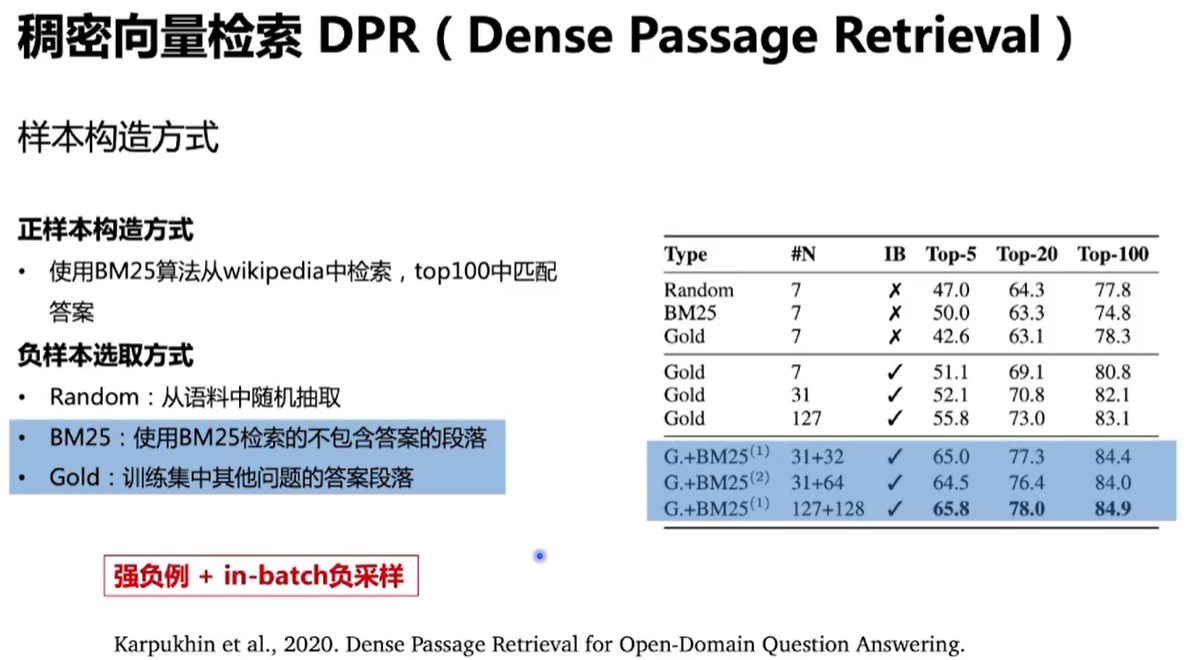 稠密向量检索 DPR（Dense Passage Retrieval）
样本构造方式
正样本构造方式
• 使用BM25算法从wikipedia中检索，top100中匹配
答案
负样本选取方式
• Random：从语料中随机抽取
• BM25：使用BM25检索的不包含答案的段落
• Gold：训练集中其他问题的答案段落
强负例 + in-batch负采样
Type #N IB Top-5 Top-20 Top-100
Random 7 ✗ 47.0 64.3 77.8
BM25 7 ✗ 50.0 63.3 74.8
Gold 7 ✗ 42.6 63.1 78.3
Gold 7 ✓ 51.1 69.1 80.8
Gold 31 ✓ 52.1 70.8 82.1
Gold 127 ✓ 55.8 73.0 83.1
G.+BM25(1) 31+32 ✓ 65.0 77.3 84.4
G.+BM25(2) 31+64 ✓ 64.5 76.4 84.0
G.+BM25(1) 127+128 ✓ 65.8 78.0 84.9
Karpukhin et al., 2020. Dense Passage Retrieval for Open-Domain Question Answering.